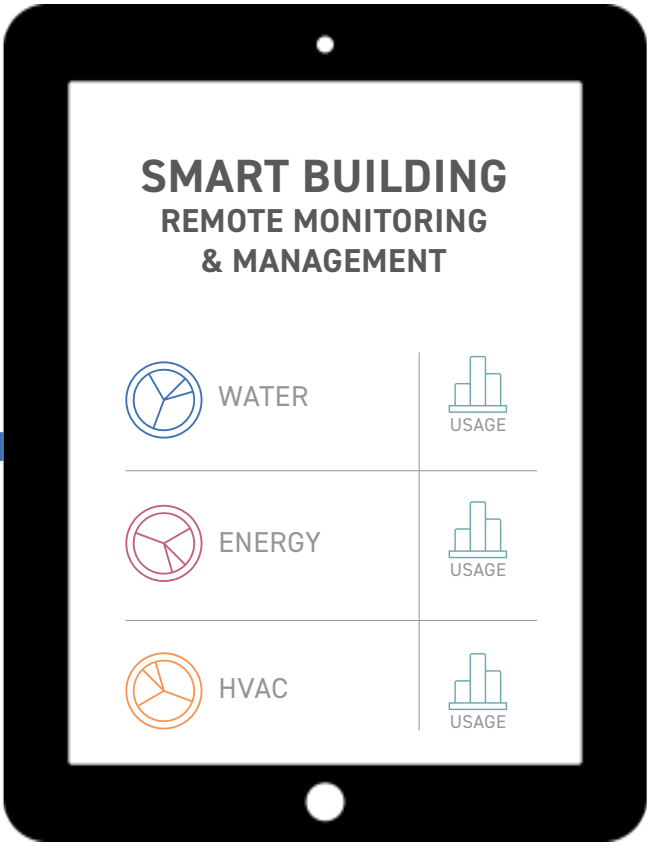 SMART BUILDING
REMOTE MONITORING
& MANAGEMENT
WATER
USAGE
ENERGY
USAGE
HVAC
USAGE